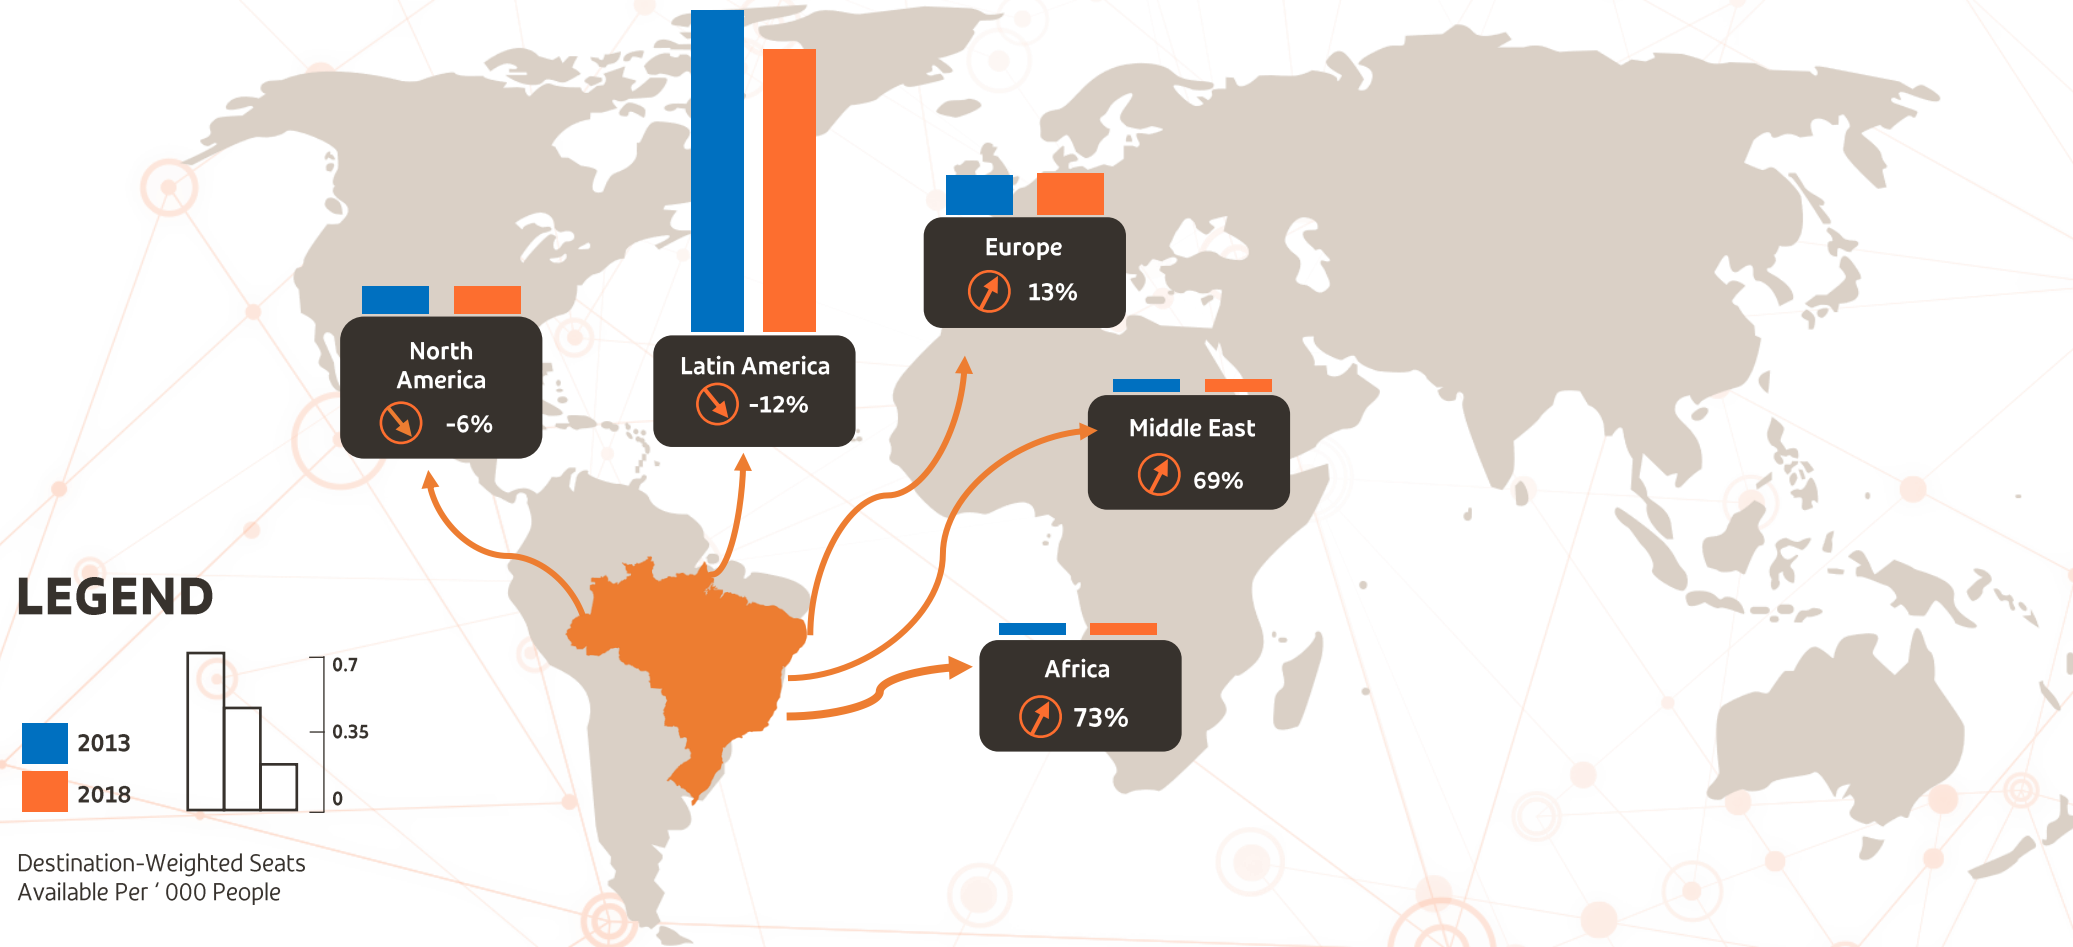 Europe
13%
North
America
-6%
Latin America
-12%
Middle East
69%
LEGEND
2013
2018
0.7
0.35
0
Africa
73%
Destination-Weighted Seats
Available Per ‘ 000 People